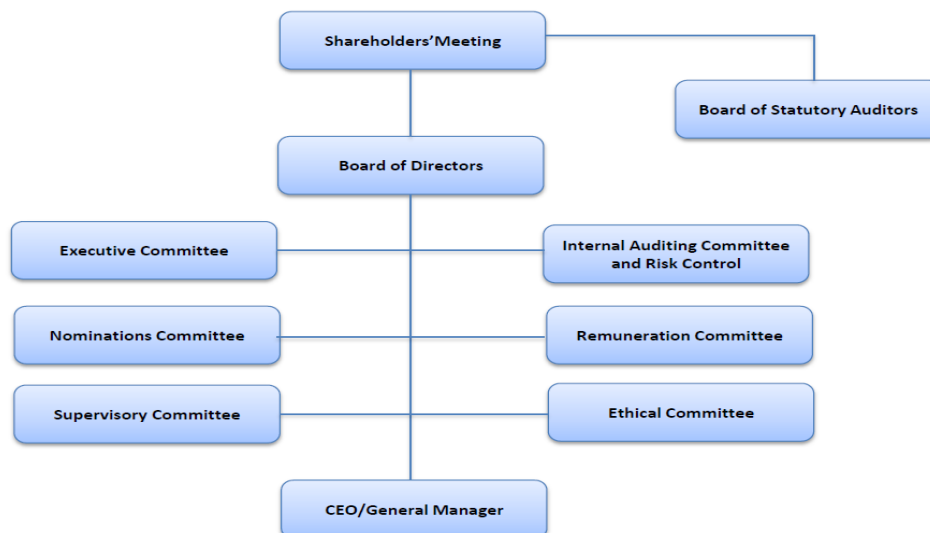 Shareholders'Meeting
Board of Statutory Auditors
Board of Directors
Executive Committee
Internal Auditing Committee
and Risk Control
Nominations Committee
Remuneration Committee
Supervisory Committee
Ethical Committee
CEO/General Manager